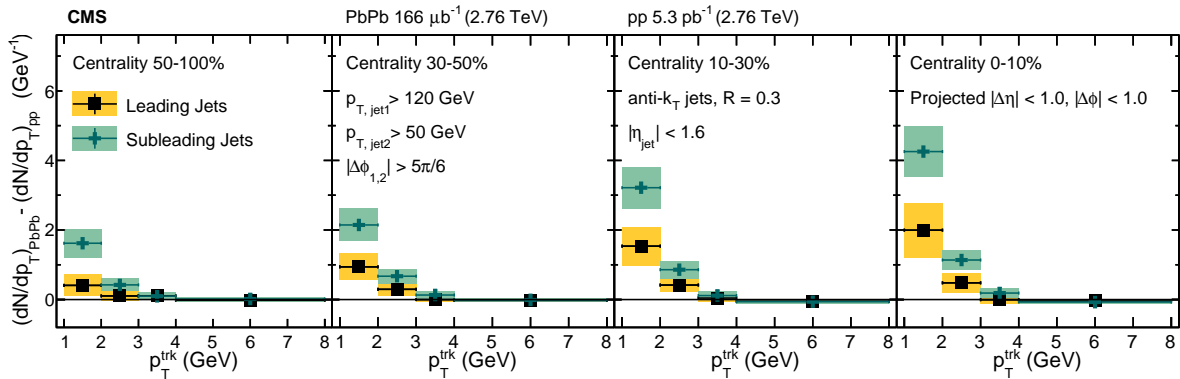 CMS PbPb 166 μb⁻¹ (2.76 TeV) pp 5.3 pb⁻¹ (2.76 TeV)
(dN/dp_T)_PbPb - (dN/dp_T)_pp (GeV⁻¹)
6
4
2
0
Centrality 50-100%
Leading Jets
Subleading Jets
1 2 3 4 5 6 7 8
p_T^trk (GeV)
Centrality 30-50%
p_T, jet1 > 120 GeV
p_T, jet2 > 50 GeV
|Δϕ_1,2| > 5π/6
1 2 3 4 5 6 7 8
p_T^trk (GeV)
Centrality 10-30%
anti-k_T jets, R = 0.3
|η_jet| < 1.6
1 2 3 4 5 6 7 8
p_T^trk (GeV)
Centrality 0-10%
Projected |Δη| < 1.0, |Δϕ| < 1.0
1 2 3 4 5 6 7 8
p_T^trk (GeV)